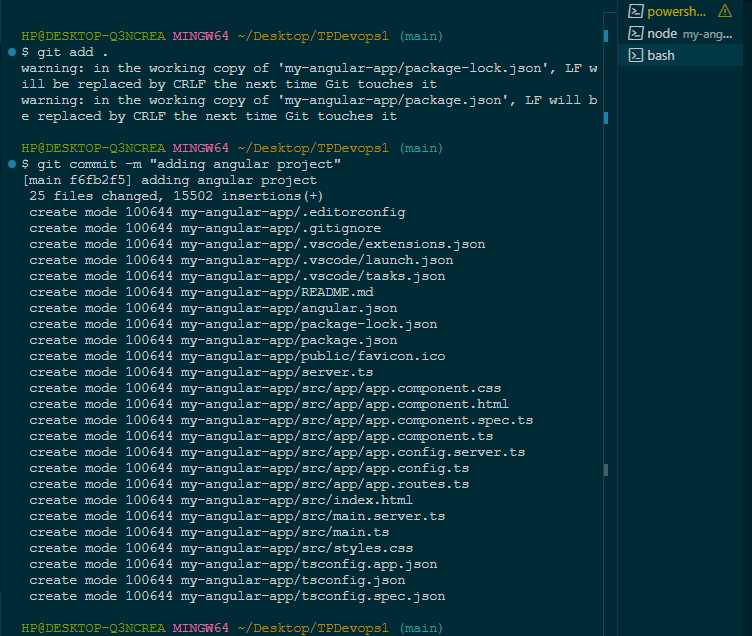 HP@DESKTOP-Q3NCREA MINGW64 ~/Desktop/TPDevops1 (main)
$ git add .
warning: in the working copy of 'my-angular-app/package-lock.json', LF w
ill be replaced by CRLF the next time Git touches it
warning: in the working copy of 'my-angular-app/package.json', LF will b
e replaced by CRLF the next time Git touches it
HP@DESKTOP-Q3NCREA MINGW64 ~/Desktop/TPDevops1 (main)
$ git commit -m "adding angular project"
[main f6fb2f5] adding angular project
25 files changed, 15502 insertions(+)
create mode 100644 my-angular-app/.editorconfig
create mode 100644 my-angular-app/.gitignore
create mode 100644 my-angular-app/.vscode/extensions.json
create mode 100644 my-angular-app/.vscode/launch.json
create mode 100644 my-angular-app/.vscode/tasks.json
create mode 100644 my-angular-app/README.md
create mode 100644 my-angular-app/angular.json
create mode 100644 my-angular-app/package-lock.json
create mode 100644 my-angular-app/package.json
create mode 100644 my-angular-app/public/favicon.ico
create mode 100644 my-angular-app/server.ts
create mode 100644 my-angular-app/src/app/app.component.css
create mode 100644 my-angular-app/src/app/app.component.html
create mode 100644 my-angular-app/src/app/app.component.spec.ts
create mode 100644 my-angular-app/src/app/app.component.ts
create mode 100644 my-angular-app/src/app/app.config.server.ts
create mode 100644 my-angular-app/src/app/app.config.ts
create mode 100644 my-angular-app/src/app/app.routes.ts
create mode 100644 my-angular-app/src/index.html
create mode 100644 my-angular-app/src/main.server.ts
create mode 100644 my-angular-app/src/main.ts
create mode 100644 my-angular-app/src/styles.css
create mode 100644 my-angular-app/tsconfig.app.json
create mode 100644 my-angular-app/tsconfig.json
create mode 100644 my-angular-app/tsconfig.spec.json
HP@DESKTOP-Q3NCREA MINGW64 ~/Desktop/TPDevops1 (main)
powersh...
node my-ang...
bash